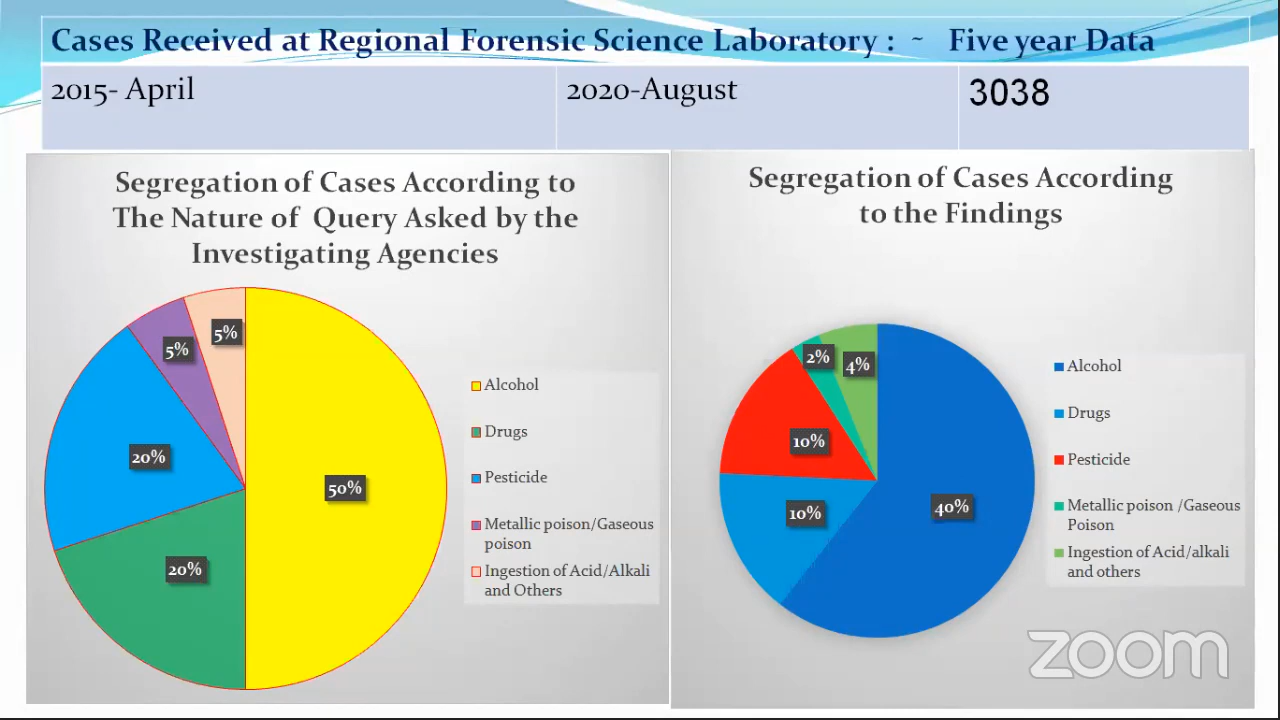 Cases Received at Regional Forensic Science Laboratory : ~ Five year Data
2015- April
2020-August
3038
Segregation of Cases According to
The Nature of Query Asked by the
Investigating Agencies
5%
5%
20%
50%
20%
Alcohol
Drugs
Pesticide
Metallic poison/Gaseous
poison
Ingestion of Acid/Alkali
and Others
Segregation of Cases According
to the Findings
2%
4%
10%
10%
40%
Alcohol
Drugs
Pesticide
Metallic poison /Gaseous
Poison
Ingestion of Acid/alkali
and others
zoom